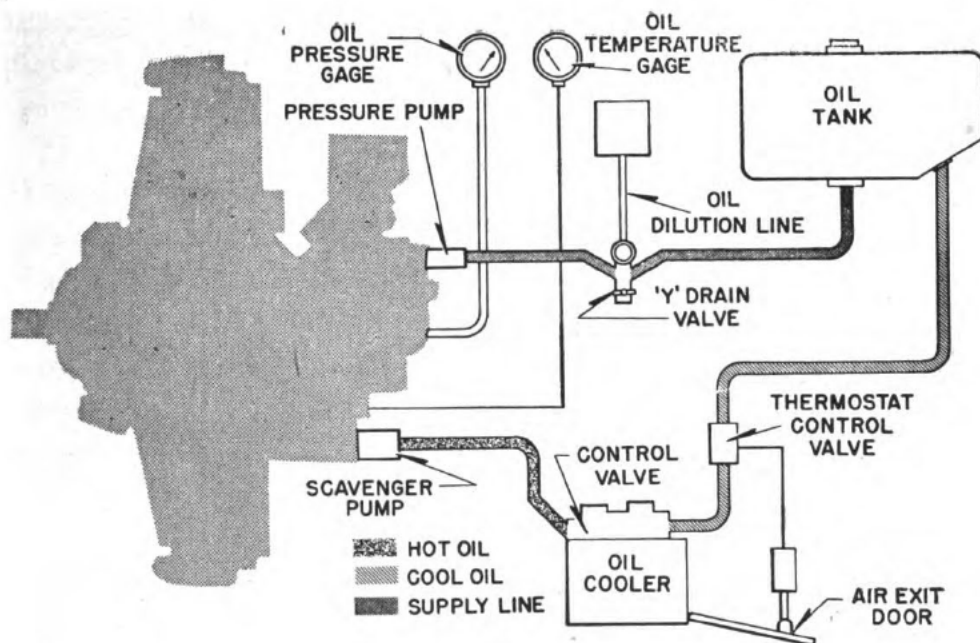 OIL
PRESSURE
GAGE
OIL
TEMPERATURE
GAGE
PRESSURE PUMP
OIL
TANK
OIL
DILUTION LINE
'Y' DRAIN
VALVE
THERMOSTAT
CONTROL
VALVE
CONTROL
VALVE
SCAVENGER
PUMP
HOT OIL
COOL OIL
SUPPLY LINE
OIL
COOLER
AIR EXIT
DOOR